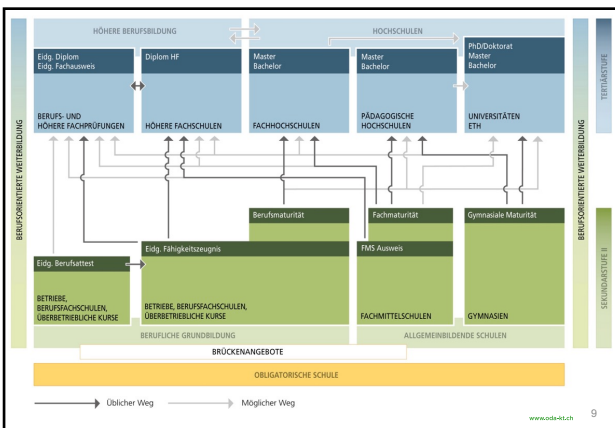 HÖHERE BERUFSBILDUNG
HOCHSCHULEN
Eidg. Diplom
Eidg. Fachausweis
Diplom HF
Master
Bachelor
Master
Bachelor
PhD/Doktorat
Master
Bachelor
BERUFS- UND
HÖHERE FACHPRÜFUNGEN
HÖHERE FACHSCHULEN
FACHHOCHSCHULEN
PÄDAGOGISCHE
HOCHSCHULEN
UNIVERSITÄTEN
ETH
BERUFSORIENTIERTE WEITERBILDUNG
BERUFSORIENTIERTE WEITERBILDUNG
TERTIÄRSTUFE
Berufsmaturität
Fachmaturität
Gymnasiale Maturität
Eidg. Fähigkeitszeugnis
FMS Ausweis
Eidg. Berufsattest
BETRIEBE,
BERUFSFACHSCHULEN,
ÜBERBETRIEBLICHE KURSE
BETRIEBE, BERUFSFACHSCHULEN,
ÜBERBETRIEBLICHE KURSE
FACHMITTELSCHULEN
GYMNASIEN
SEKUNDARSTUFE II
BERUFLICHE GRUNDBILDUNG
ALLGEMEINBILDENDE SCHULEN
BRÜCKENANGEBOTE
OBLIGATORISCHE SCHULE
Üblicher Weg
Möglicher Weg
www.oda-kt.ch
9